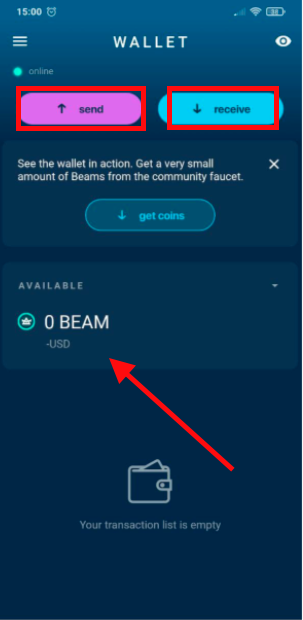 15:00
WALLET
online
↑ send
↓ receive
See the wallet in action. Get a very small
amount of Beams from the community faucet.
↓ get coins
AVAILABLE
0 BEAM
-USD
Your transaction list is empty